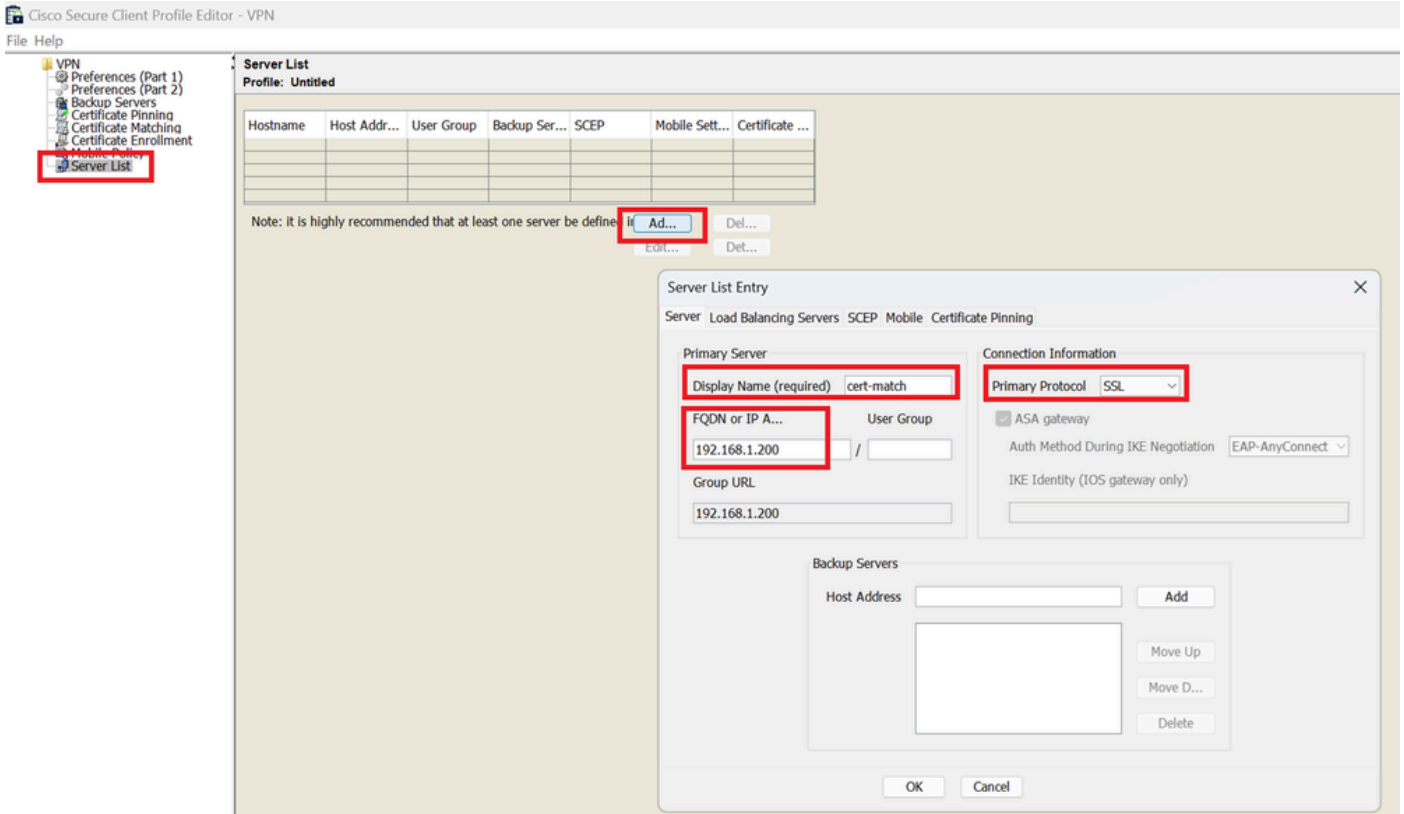 Cisco Secure Client Profile Editor - VPN
File Help
VPN
Preferences (Part 1)
Preferences (Part 2)
Backup Servers
Certificate Pinning
Certificate Matching
Certificate Enrollment
Mobile Policy
Server List
Server List
Profile: Untitled
Hostname Host Addr... User Group Backup Ser... SCEP Mobile Sett... Certificate ...
Note: it is highly recommended that at least one server be defined
Ad... Del...
Edit... Det...
Server List Entry
Server Load Balancing Servers SCEP Mobile Certificate Pinning
Primary Server
Display Name (required) cert-match
FQDN or IP A... User Group
192.168.1.200 /
Group URL
192.168.1.200
Connection Information
Primary Protocol SSL
ASA gateway
Auth Method During IKE Negotiation EAP-AnyConnect
IKE Identity (IOS gateway only)
Backup Servers
Host Address Add
Move Up
Move D...
Delete
OK Cancel